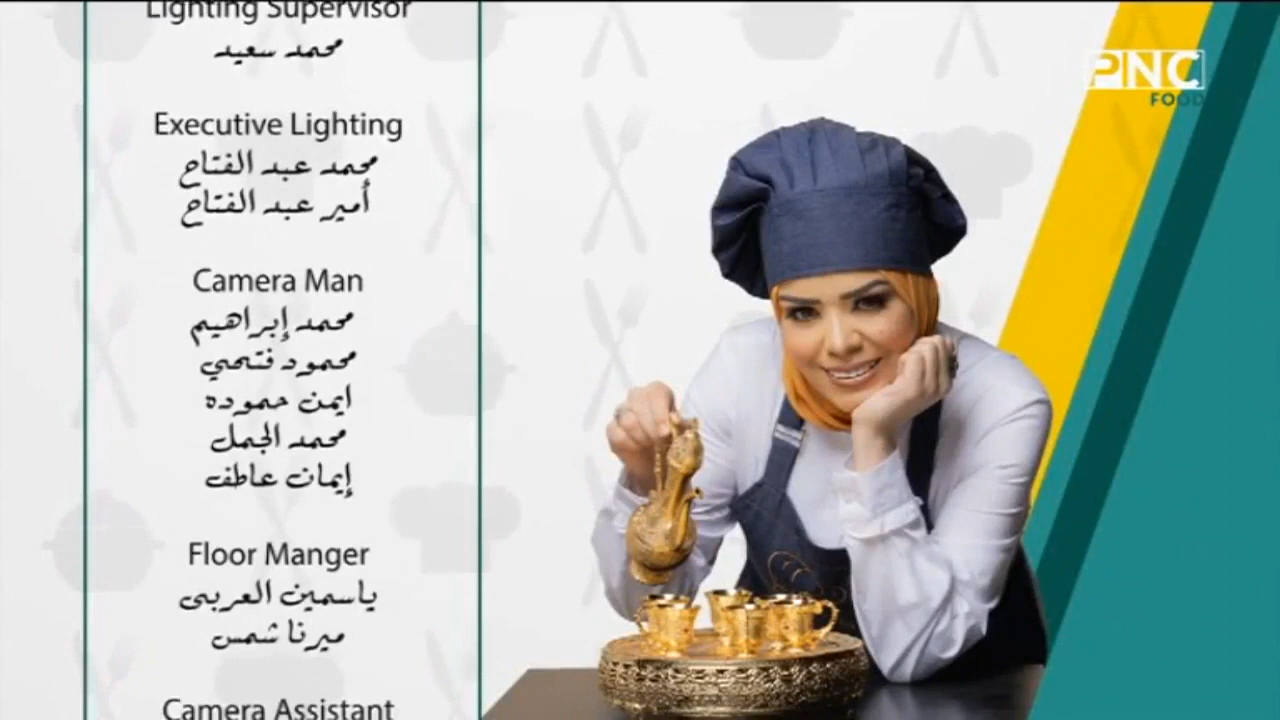 Lighting Supervisor
محمد سعيد
Executive Lighting
محمد عبد الفتاح
أمير عبد الفتاح
Camera Man
محمد إبراهيم
محمود فتحي
ايمن حموده
محمد الجمل
إيمان عاطف
Floor Manger
ياسمين العربى
ميرنا شمس
Camera Assistant
PNC
FOOD